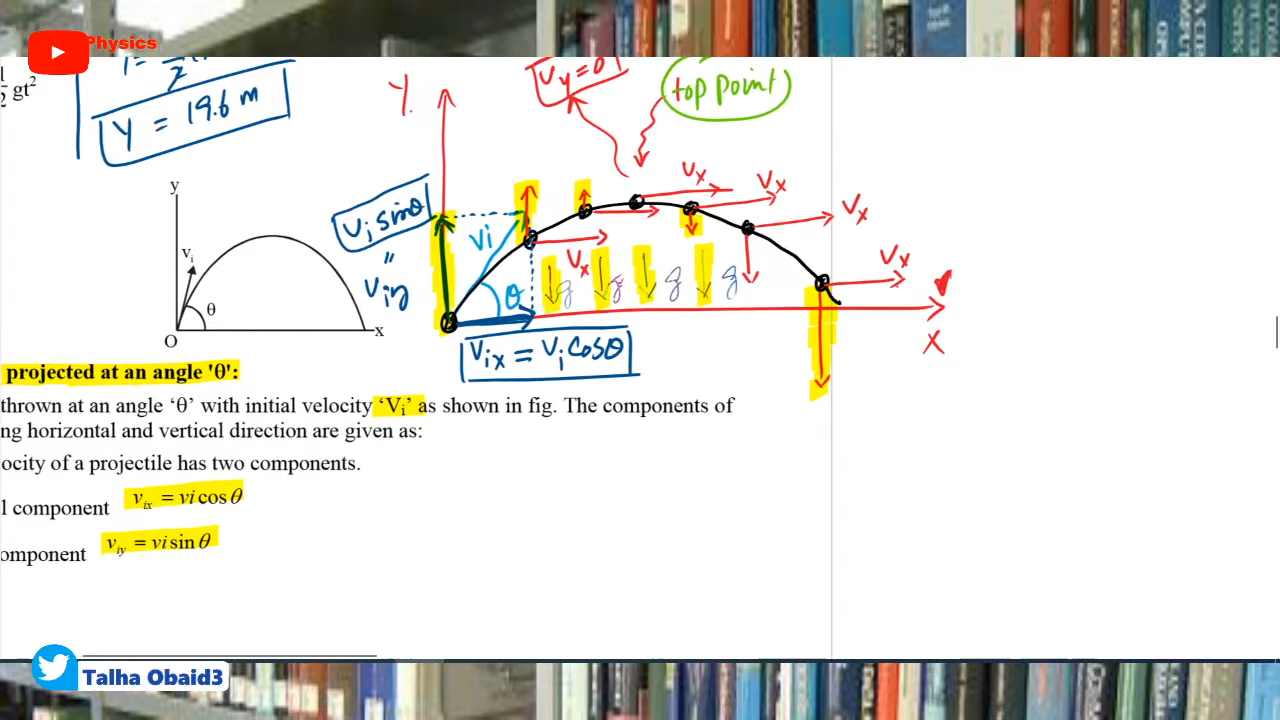 Physics
gt²
Y = 19.6 m
Y
Vy = 0
top point
Vx
Vx
Vx
Vx
Vx
Vi sinθ
"
Viy
Vi
θ
g g g g
Vix = Vi cosθ
X
y
Vi
θ
O
x
projected at an angle 'θ':
thrown at an angle ‘θ’ with initial velocity ‘Vi’ as shown in fig. The components of
ng horizontal and vertical direction are given as:
ocity of a projectile has two components.
l component vix = vi cos θ
omponent viy = vi sin θ
Talha Obaid3